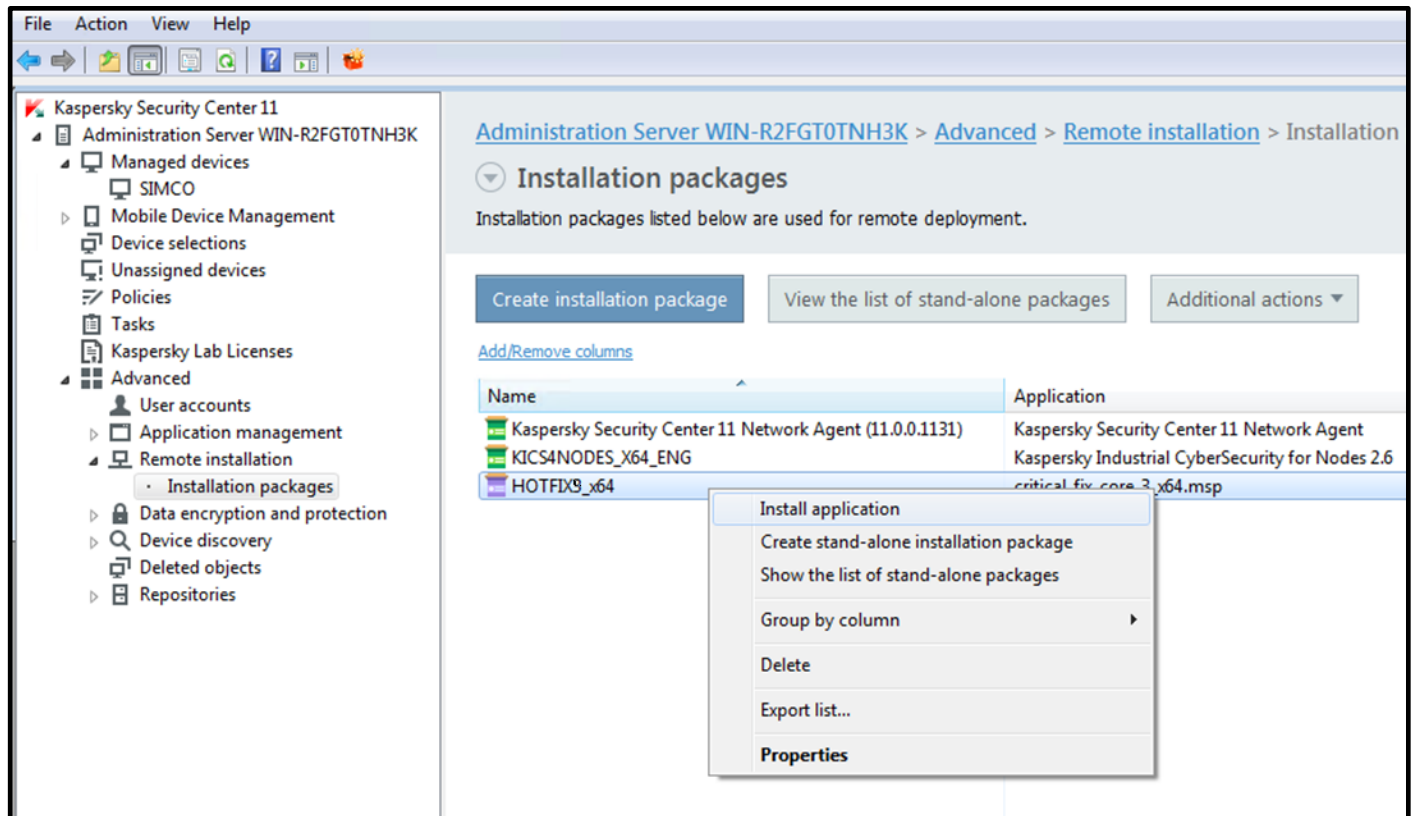 File Action View Help
Kaspersky Security Center 11
Administration Server WIN-R2FGT0TNH3K
Managed devices
SIMCO
Mobile Device Management
Device selections
Unassigned devices
Policies
Tasks
Kaspersky Lab Licenses
Advanced
User accounts
Application management
Remote installation
Installation packages
Data encryption and protection
Device discovery
Deleted objects
Repositories
Administration Server WIN-R2FGT0TNH3K > Advanced > Remote installation > Installation
Installation packages
Installation packages listed below are used for remote deployment.
Create installation package View the list of stand-alone packages Additional actions
Add/Remove columns
Name Application
Kaspersky Security Center 11 Network Agent (11.0.0.1131) Kaspersky Security Center 11 Network Agent
KICS4NODES_X64_ENG Kaspersky Industrial CyberSecurity for Nodes 2.6
critical_fix_core_3_x64.msp
Install application
Create stand-alone installation package
Show the list of stand-alone packages
Group by column
Delete
Export list...
Properties